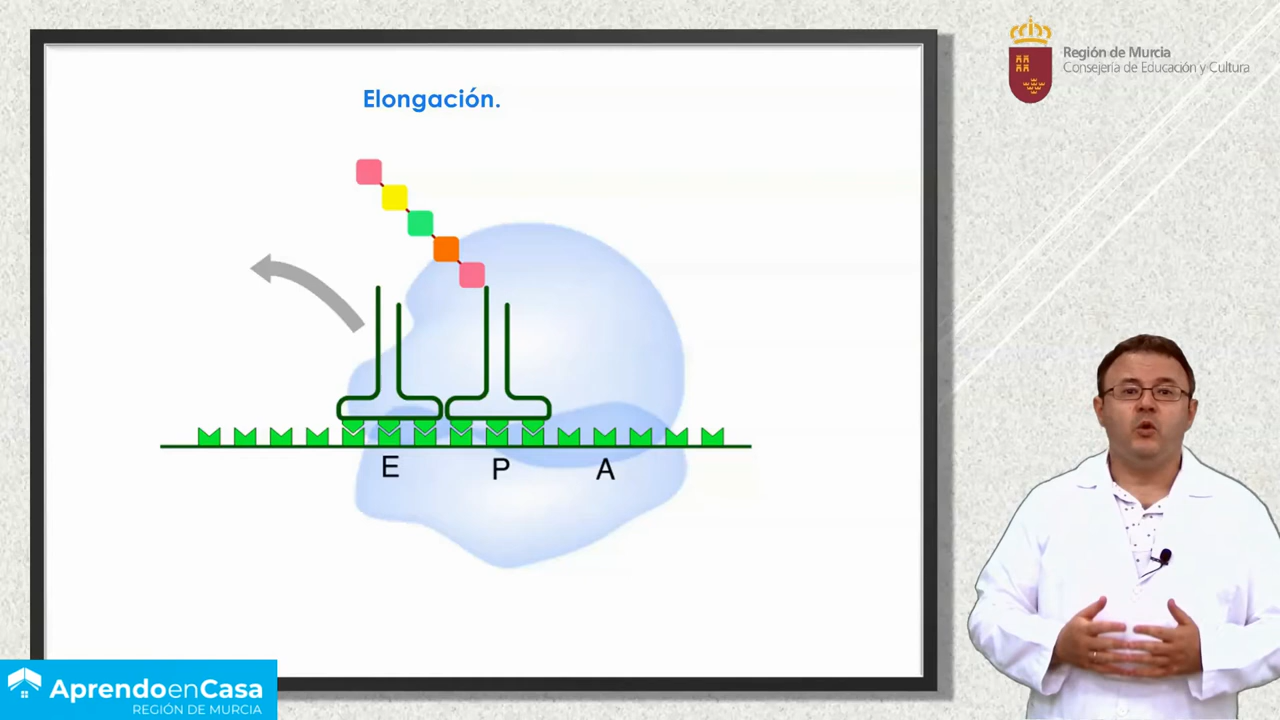 Elongación.
E P A
Región de Murcia
Consejería de Educación y Cultura
AprendoenCasa
REGIÓN DE MURCIA